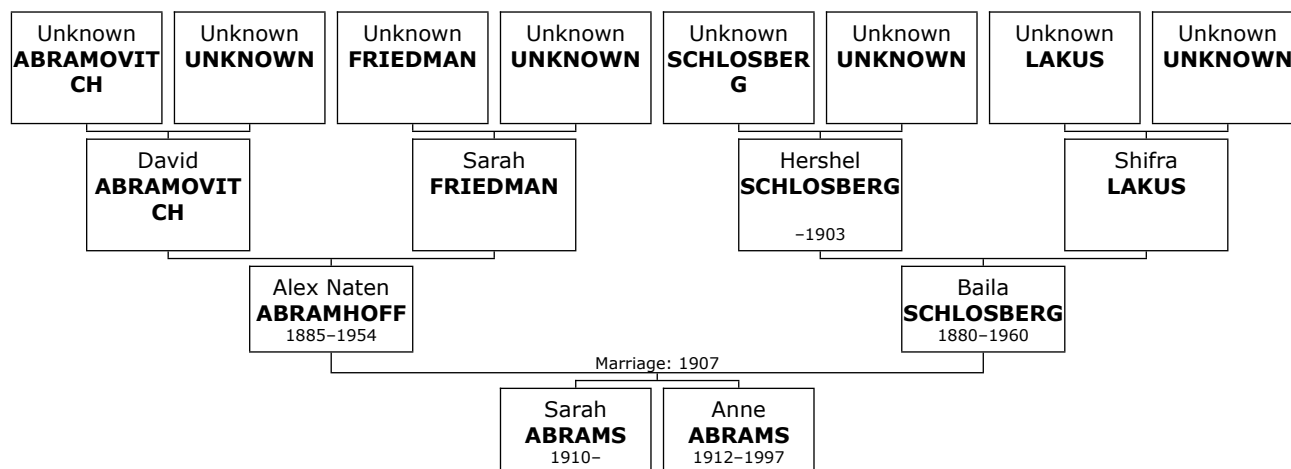 Unknown
ABRAMOVIT
CH
Unknown
UNKNOWN
Unknown
FRIEDMAN
Unknown
UNKNOWN
Unknown
SCHLOSBER
G
Unknown
UNKNOWN
Unknown
LAKUS
Unknown
UNKNOWN
David
ABRAMOVIT
CH
Sarah
FRIEDMAN
Hershel
SCHLOSBERG
–1903
Shifra
LAKUS
Alex Naten
ABRAMHOFF
1885–1954
Baila
SCHLOSBERG
1880–1960
Marriage: 1907
Sarah
ABRAMS
1910–
Anne
ABRAMS
1912–1997